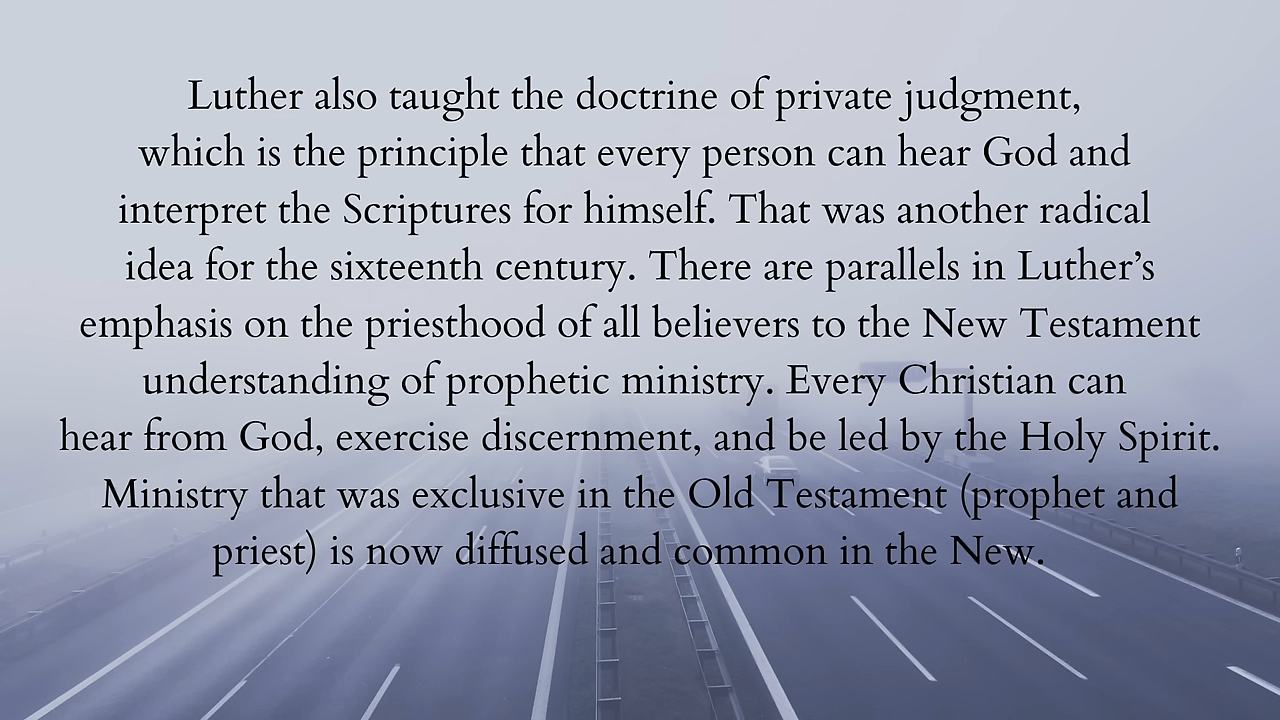 Luther also taught the doctrine of private judgment,
which is the principle that every person can hear God and
interpret the Scriptures for himself. That was another radical
idea for the sixteenth century. There are parallels in Luther’s
emphasis on the priesthood of all believers to the New Testament
understanding of prophetic ministry. Every Christian can
hear from God, exercise discernment, and be led by the Holy Spirit.
Ministry that was exclusive in the Old Testament (prophet and
priest) is now diffused and common in the New.